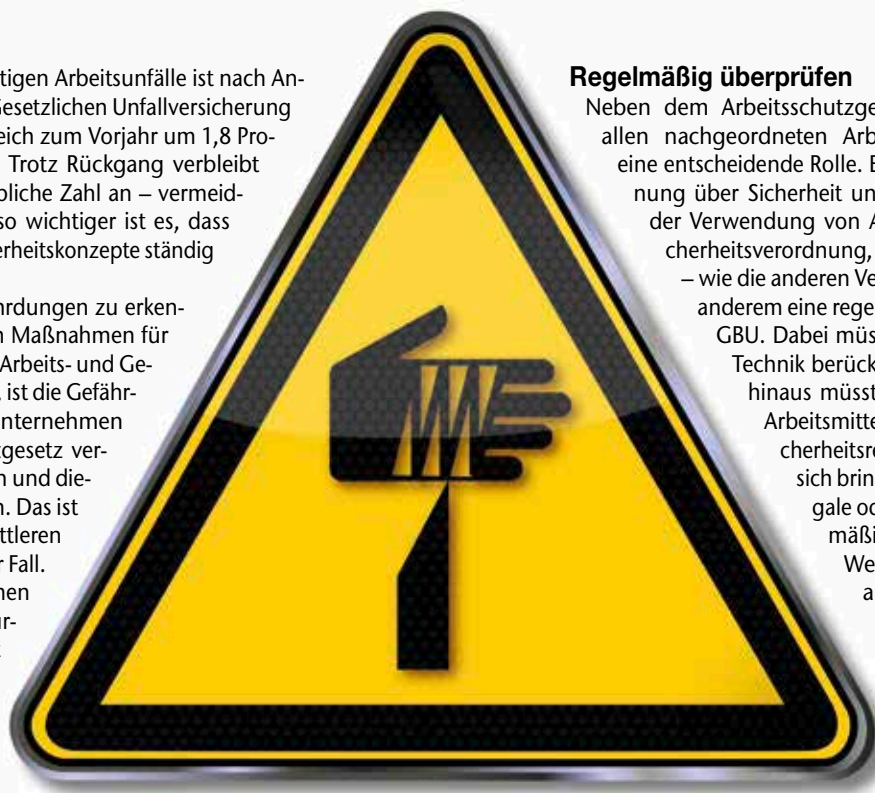 tigen Arbeitsunfälle ist nach An-
Gesetzlichen Unfallversicherung
eich zum Vorjahr um 1,8 Pro-
Trotz Rückgang verbleibt
bliche Zahl an – vermeid-
so wichtiger ist es, dass
erheitskonzepte ständig
hrdungen zu erken-
n Maßnahmen für
Arbeits- und Ge-
ist die Gefähr-
nternehmen
tgesetz ver-
n und die-
n. Das ist
ttleren
r Fall.
nen
ur-
Regelmäßig überprüfen
Neben dem Arbeitsschutzge
allen nachgeordneten Arb
eine entscheidende Rolle. E
nung über Sicherheit un
der Verwendung von A
cherheitsverordnung,
– wie die anderen Ve
anderem eine rege
GBU. Dabei müs
Technik berück
hinaus müsst
Arbeitsmitte
cherheitsre
sich brin
gale od
mäßi
We
a